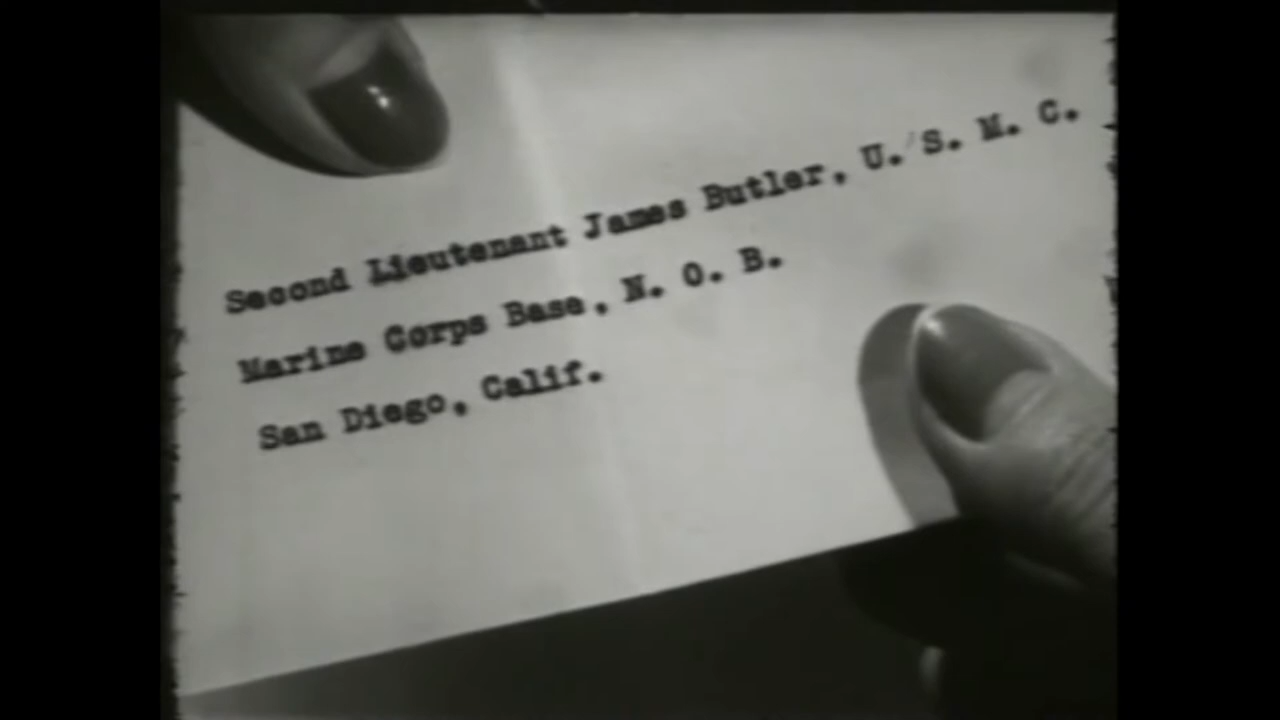 Second Lieutenant James Butler, U. S. M. C.
Marine Corps Base, N. O. B.
San Diego, Calif.